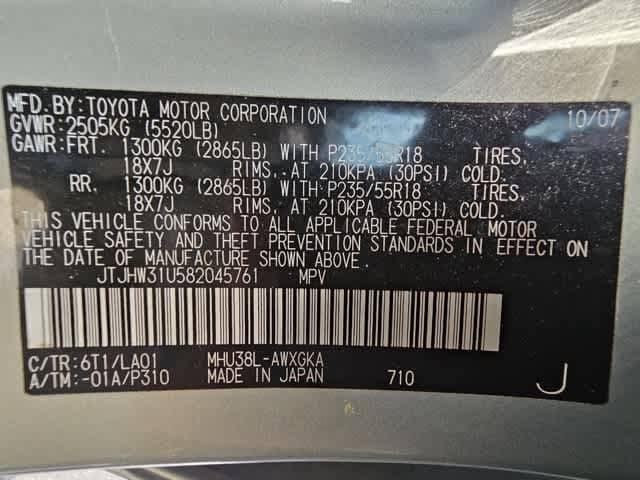 MFD.BY:TOYOTA MOTOR CORPORATION 10/07
GVWR:2505KG (5520LB)
GAWR:FRT. 1300KG (2865LB) WITH P235/55R18 TIRES,
18X7J RIMS, AT 210KPA (30PSI) COLD.
RR. 1300KG (2865LB) WITH P235/55R18 TIRES,
18X7J RIMS, AT 210KPA (30PSI) COLD.
THIS VEHICLE CONFORMS TO ALL APPLICABLE FEDERAL MOTOR
VEHICLE SAFETY AND THEFT PREVENTION STANDARDS IN EFFECT ON
THE DATE OF MANUFACTURE SHOWN ABOVE.
JTJHW31U582045761 MPV
C/TR:6T1/LA01 MHU38L-AWXGKA
A/TM:-01A/P310 MADE IN JAPAN 710 J